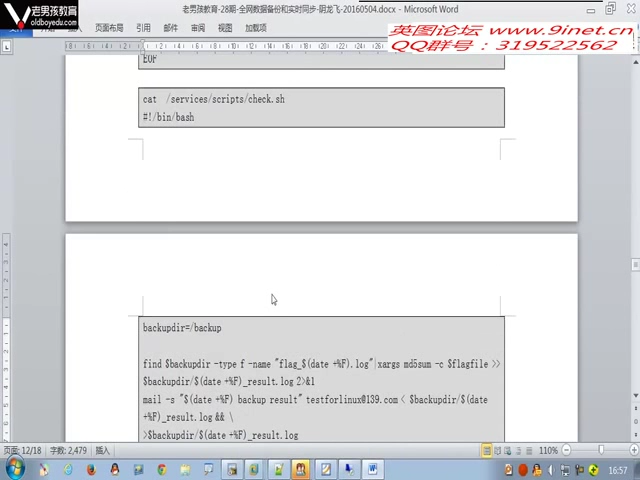 老男孩教育
oldboyedu.com
老男孩教育-28期-全网数据备份和实时同步-阴龙飞-20160504.docx - Microsoft Word
英图论坛 www.9inet.cn
QQ群号：319522562
页面布局 引用 邮件 审阅 视图 加载项
EOF
cat /services/scripts/check.sh
#!/bin/bash
backupdir=/backup
find $backupdir -type f -name "flag_$(date +%F).log"|xargs md5sum -c $flagfile >>
$backupdir/$(date +%F)_result.log 2>&1
mail -s "$(date +%F) backup result" testforlinux@139.com < $backupdir/$(date
+%F)_result.log && \
>$backupdir/$(date +%F)_result.log
页面: 12/18 字数: 2,479 插入 110%
16:57